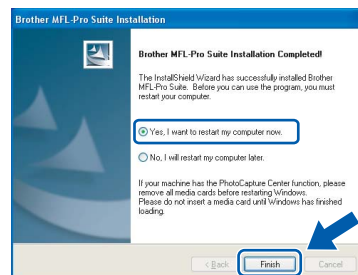 Brother MFL-Pro Suite Installation
Brother MFL-Pro Suite Installation Completed!
The InstallShield Wizard has successfully installed Brother
MFL-Pro Suite. Before you can use the program, you must
restart your computer.
Yes, I want to restart my computer now.
No, I will restart my computer later.
If your machine has the PhotoCapture Center function, please
remove all media cards before restarting Windows.
Please do not insert a media card until Windows has finished
loading.
< Back Finish Cancel